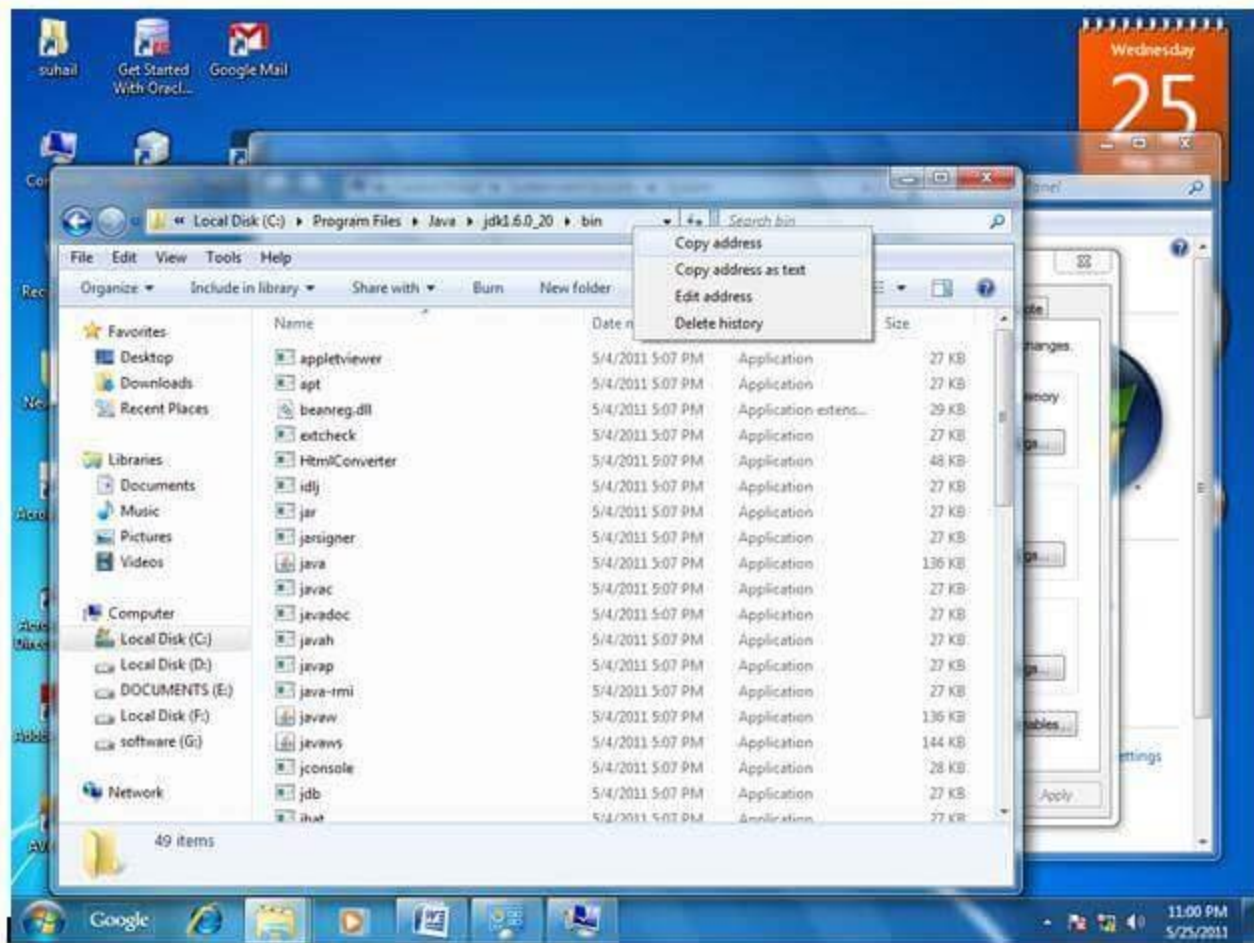 suhail
Get Started
With Oracl...
Google Mail
Wednesday
25
Local Disk (C:) Program Files Java jdk1.6.0_20 bin
Search bin
File Edit View Tools Help
Organize Include in library Share with Burn New folder
Copy address
Copy address as text
Edit address
Delete history
Name
Size
Favorites
Desktop
Downloads
Recent Places
Libraries
Documents
Music
Pictures
Videos
Computer
Local Disk (C:)
Local Disk (D:)
DOCUMENTS (E:)
Local Disk (F:)
software (G:)
Network
appletviewer 5/4/2011 5:07 PM Application 27 KB
apt 5/4/2011 5:07 PM Application 27 KB
beanreg.dll 5/4/2011 5:07 PM Application extens... 29 KB
extcheck 5/4/2011 5:07 PM Application 27 KB
HtmlConverter 5/4/2011 5:07 PM Application 48 KB
idlj 5/4/2011 5:07 PM Application 27 KB
jar 5/4/2011 5:07 PM Application 27 KB
jarsigner 5/4/2011 5:07 PM Application 27 KB
java 5/4/2011 5:07 PM Application 136 KB
javac 5/4/2011 5:07 PM Application 27 KB
javadoc 5/4/2011 5:07 PM Application 27 KB
javah 5/4/2011 5:07 PM Application 27 KB
javap 5/4/2011 5:07 PM Application 27 KB
java-rmi 5/4/2011 5:07 PM Application 27 KB
javaw 5/4/2011 5:07 PM Application 136 KB
javaws 5/4/2011 5:07 PM Application 144 KB
jconsole 5/4/2011 5:07 PM Application 28 KB
jdb 5/4/2011 5:07 PM Application 27 KB
jhat 5/4/2011 5:07 PM Application 27 KB
49 items
Apply
Google
11:00 PM
5/25/2011